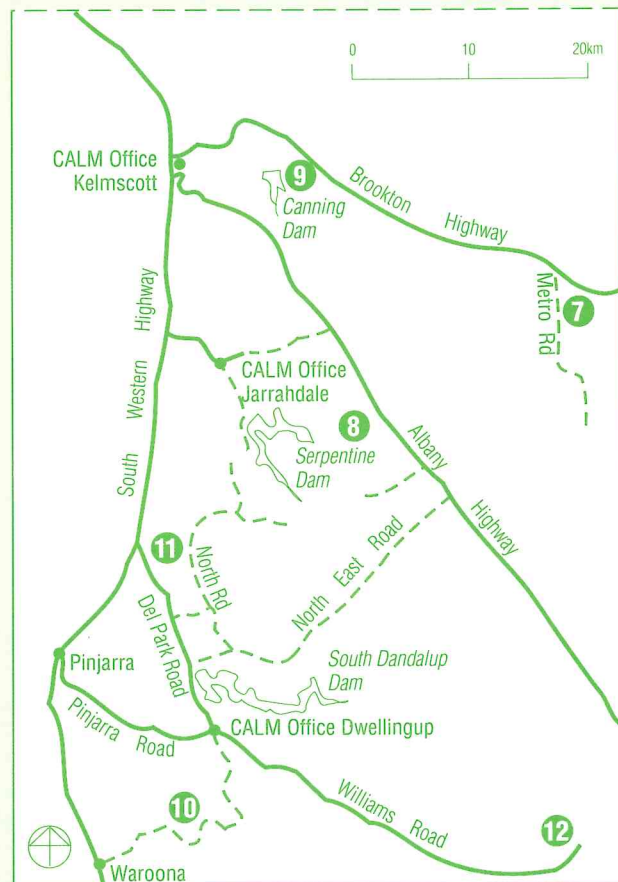 0 10 20km
CALM Office
Kelmscott
9
Canning
Dam
Brookton Highway
Metro Rd
7
South Western Highway
CALM Office
Jarrahdale
8
Serpentine
Dam
Albany Highway
11
North Rd
North East Road
Del Park Road
South Dandalup
Dam
Pinjarra
Pinjarra Road
CALM Office Dwellingup
10
Williams Road
12
Waroona